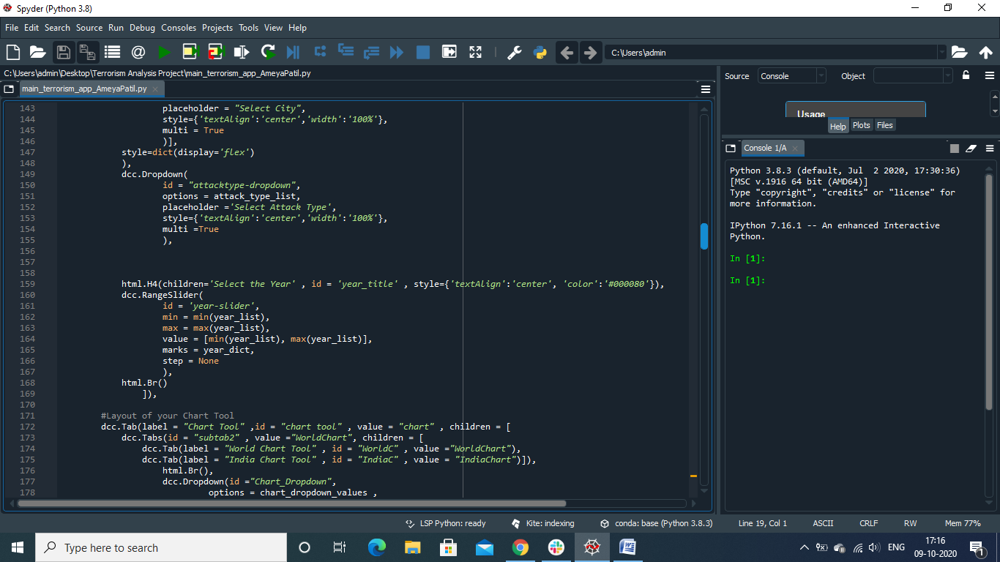 Spyder (Python 3.8)
File Edit Search Source Run Debug Consoles Projects Tools View Help
C:\Users\admin
C:\Users\admin\Desktop\Terrorism Analysis Project\main_terrorism_app_AmeyaPatil.py
main_terrorism_app_AmeyaPatil.py
143 placeholder = "Select City",
144 style={'textAlign':'center','width':'100%'},
145 multi = True
146 )],
147 style=dict(display='flex')
148 ),
149 dcc.Dropdown(
150 id = "attacktype-dropdown",
151 options = attack_type_list,
152 placeholder ='Select Attack Type',
153 style={'textAlign':'center','width':'100%'},
154 multi =True
155 ),
156
157
158
159 html.H4(children='Select the Year' , id = 'year_title' , style={'textAlign':'center', 'color':'#000080'}),
160 dcc.RangeSlider(
161 id = 'year-slider',
162 min = min(year_list),
163 max = max(year_list),
164 value = [min(year_list), max(year_list)],
165 marks = year_dict,
166 step = None
167 ),
168 html.Br()
169 ]),
170
171 #Layout of your Chart Tool
172 dcc.Tab(label = "Chart Tool" ,id = "chart tool" , value = "chart" , children = [
173 dcc.Tabs(id = "subtab2" , value ="WorldChart", children = [
174 dcc.Tab(label = "World Chart Tool" , id = "WorldC" , value ="WorldChart"),
175 dcc.Tab(label = "India Chart Tool" , id = "IndiaC" , value = "IndiaChart")]),
176 html.Br(),
177 dcc.Dropdown(id ="Chart_Dropdown",
178 options = chart_dropdown_values ,
Source Console Object
Usage
Help Plots Files
Console 1/A
Python 3.8.3 (default, Jul 2 2020, 17:30:36)
[MSC v.1916 64 bit (AMD64)]
Type "copyright", "credits" or "license" for
more information.
IPython 7.16.1 -- An enhanced Interactive
Python.
In [1]:
In [1]:
LSP Python: ready Kite: indexing conda: base (Python 3.8.3) Line 19, Col 1 ASCII CRLF RW Mem 77%
Type here to search
ENG
17:16
09-10-2020
1